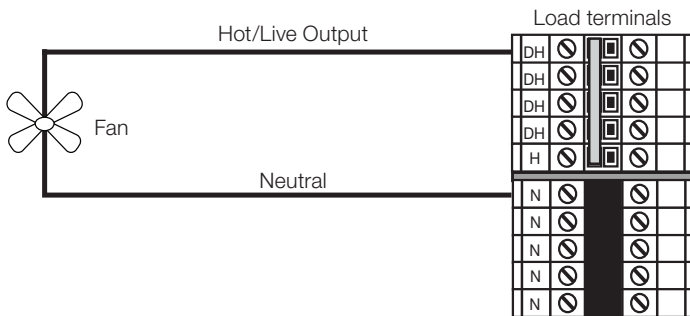 Load terminals
Hot/Live Output
DH
DH
DH
DH
H
Fan
Neutral
N
N
N
N
N